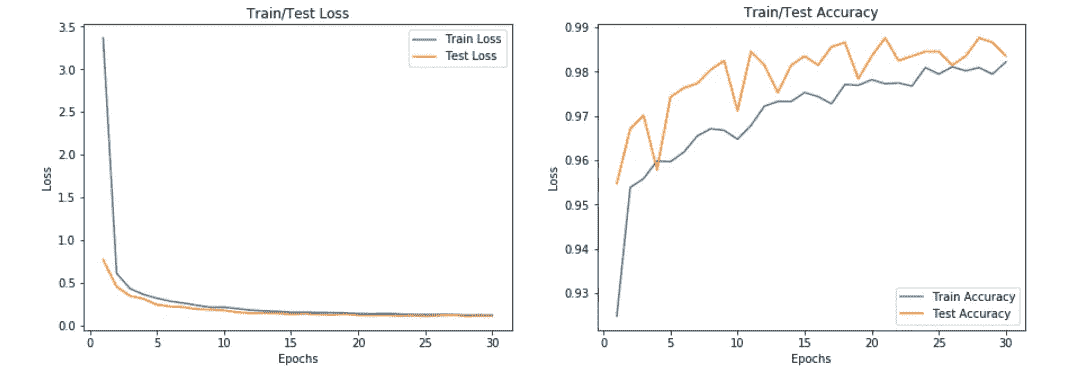 Train/Test Loss
3.5
3.0
2.5
2.0
1.5
1.0
0.5
0.0
Loss
0 5 10 15 20 25 30
Epochs
Train Loss
Test Loss
Train/Test Accuracy
0.99
0.98
0.97
0.96
0.95
0.94
0.93
Loss
0 5 10 15 20 25 30
Epochs
Train Accuracy
Test Accuracy